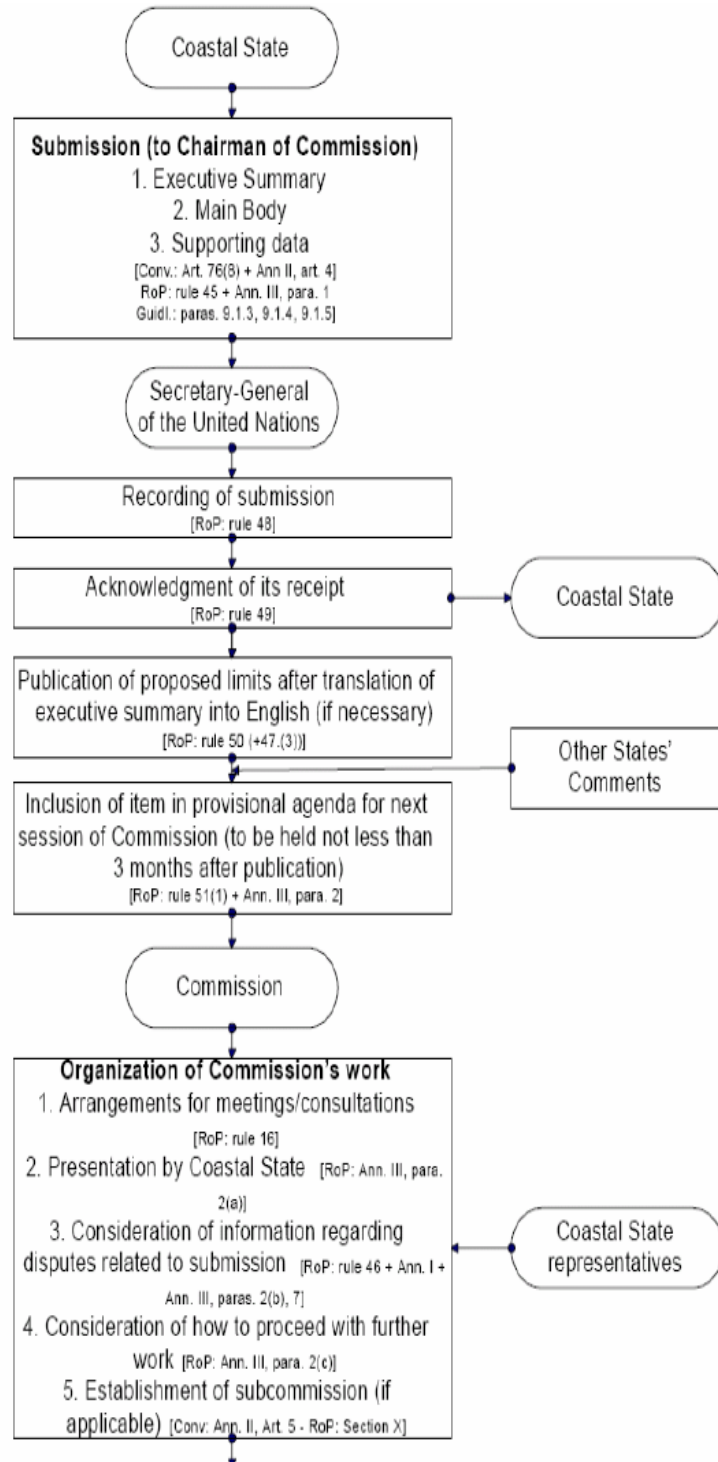 Coastal State
Submission (to Chairman of Commission)
1. Executive Summary
2. Main Body
3. Supporting data
[Conv.: Art. 76(8) + Ann II, art. 4]
RoP: rule 45 + Ann. III, para. 1
Guidl.: paras. 9.1.3, 9.1.4, 9.1.5]
Secretary-General
of the United Nations
Recording of submission
[RoP: rule 48]
Acknowledgment of its receipt
[RoP: rule 49]
Coastal State
Publication of proposed limits after translation of
executive summary into English (if necessary)
[RoP: rule 50 (+47.(3))]
Other States'
Comments
Inclusion of item in provisional agenda for next
session of Commission (to be held not less than
3 months after publication)
[RoP: rule 51(1) + Ann. III, para. 2]
Commission
Organization of Commission's work
1. Arrangements for meetings/consultations
[RoP: rule 16]
2. Presentation by Coastal State [RoP: Ann. III, para.
2(a)]
3. Consideration of information regarding
disputes related to submission [RoP: rule 46 + Ann. I +
Ann. III, paras. 2(b), 7]
4. Consideration of how to proceed with further
work [RoP: Ann. III, para. 2(c)]
5. Establishment of subcommission (if
applicable) [Conv: Ann. II, Art. 5 - RoP: Section X]
Coastal State
representatives